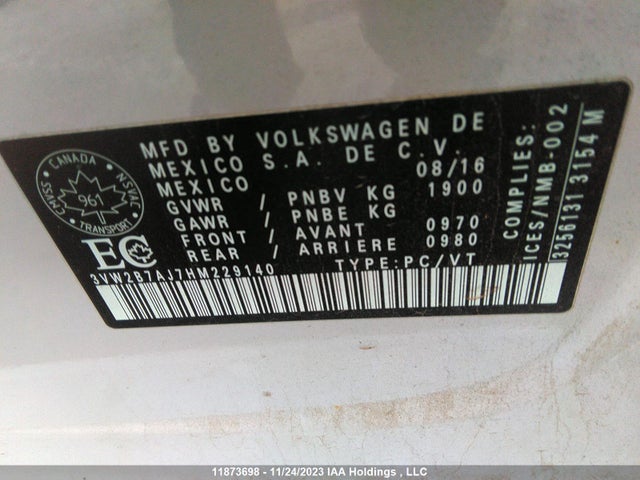 MFD BY VOLKSWAGEN DE
MEXICO S.A. DE C.V.
MEXICO 08/16
GVWR / PNBV KG 1900
GAWR / PNBE KG
FRONT / AVANT 0970
REAR / ARRIERE 0980
3VW2B7AJ7HM229140 TYPE:PC/VT
CANADA
CMVSS NSVAC
961
TRANSPORT
EC
COMPLIES:
ICES/NMB-002
3256131 3154 M
11873698 - 11/24/2023 IAA Holdings , LLC